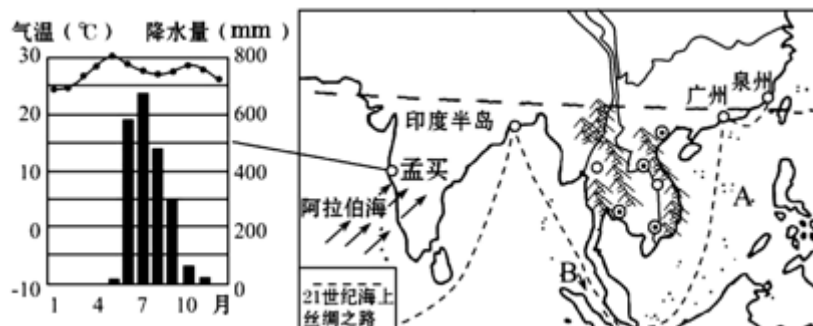 气温（℃） 降水量（mm）
30 800
20 600
10 400
0 200
-10 0
1 4 7 10 月
泉州
广州
印度半岛
孟买
阿拉伯海
A
B
21世纪海上
丝绸之路